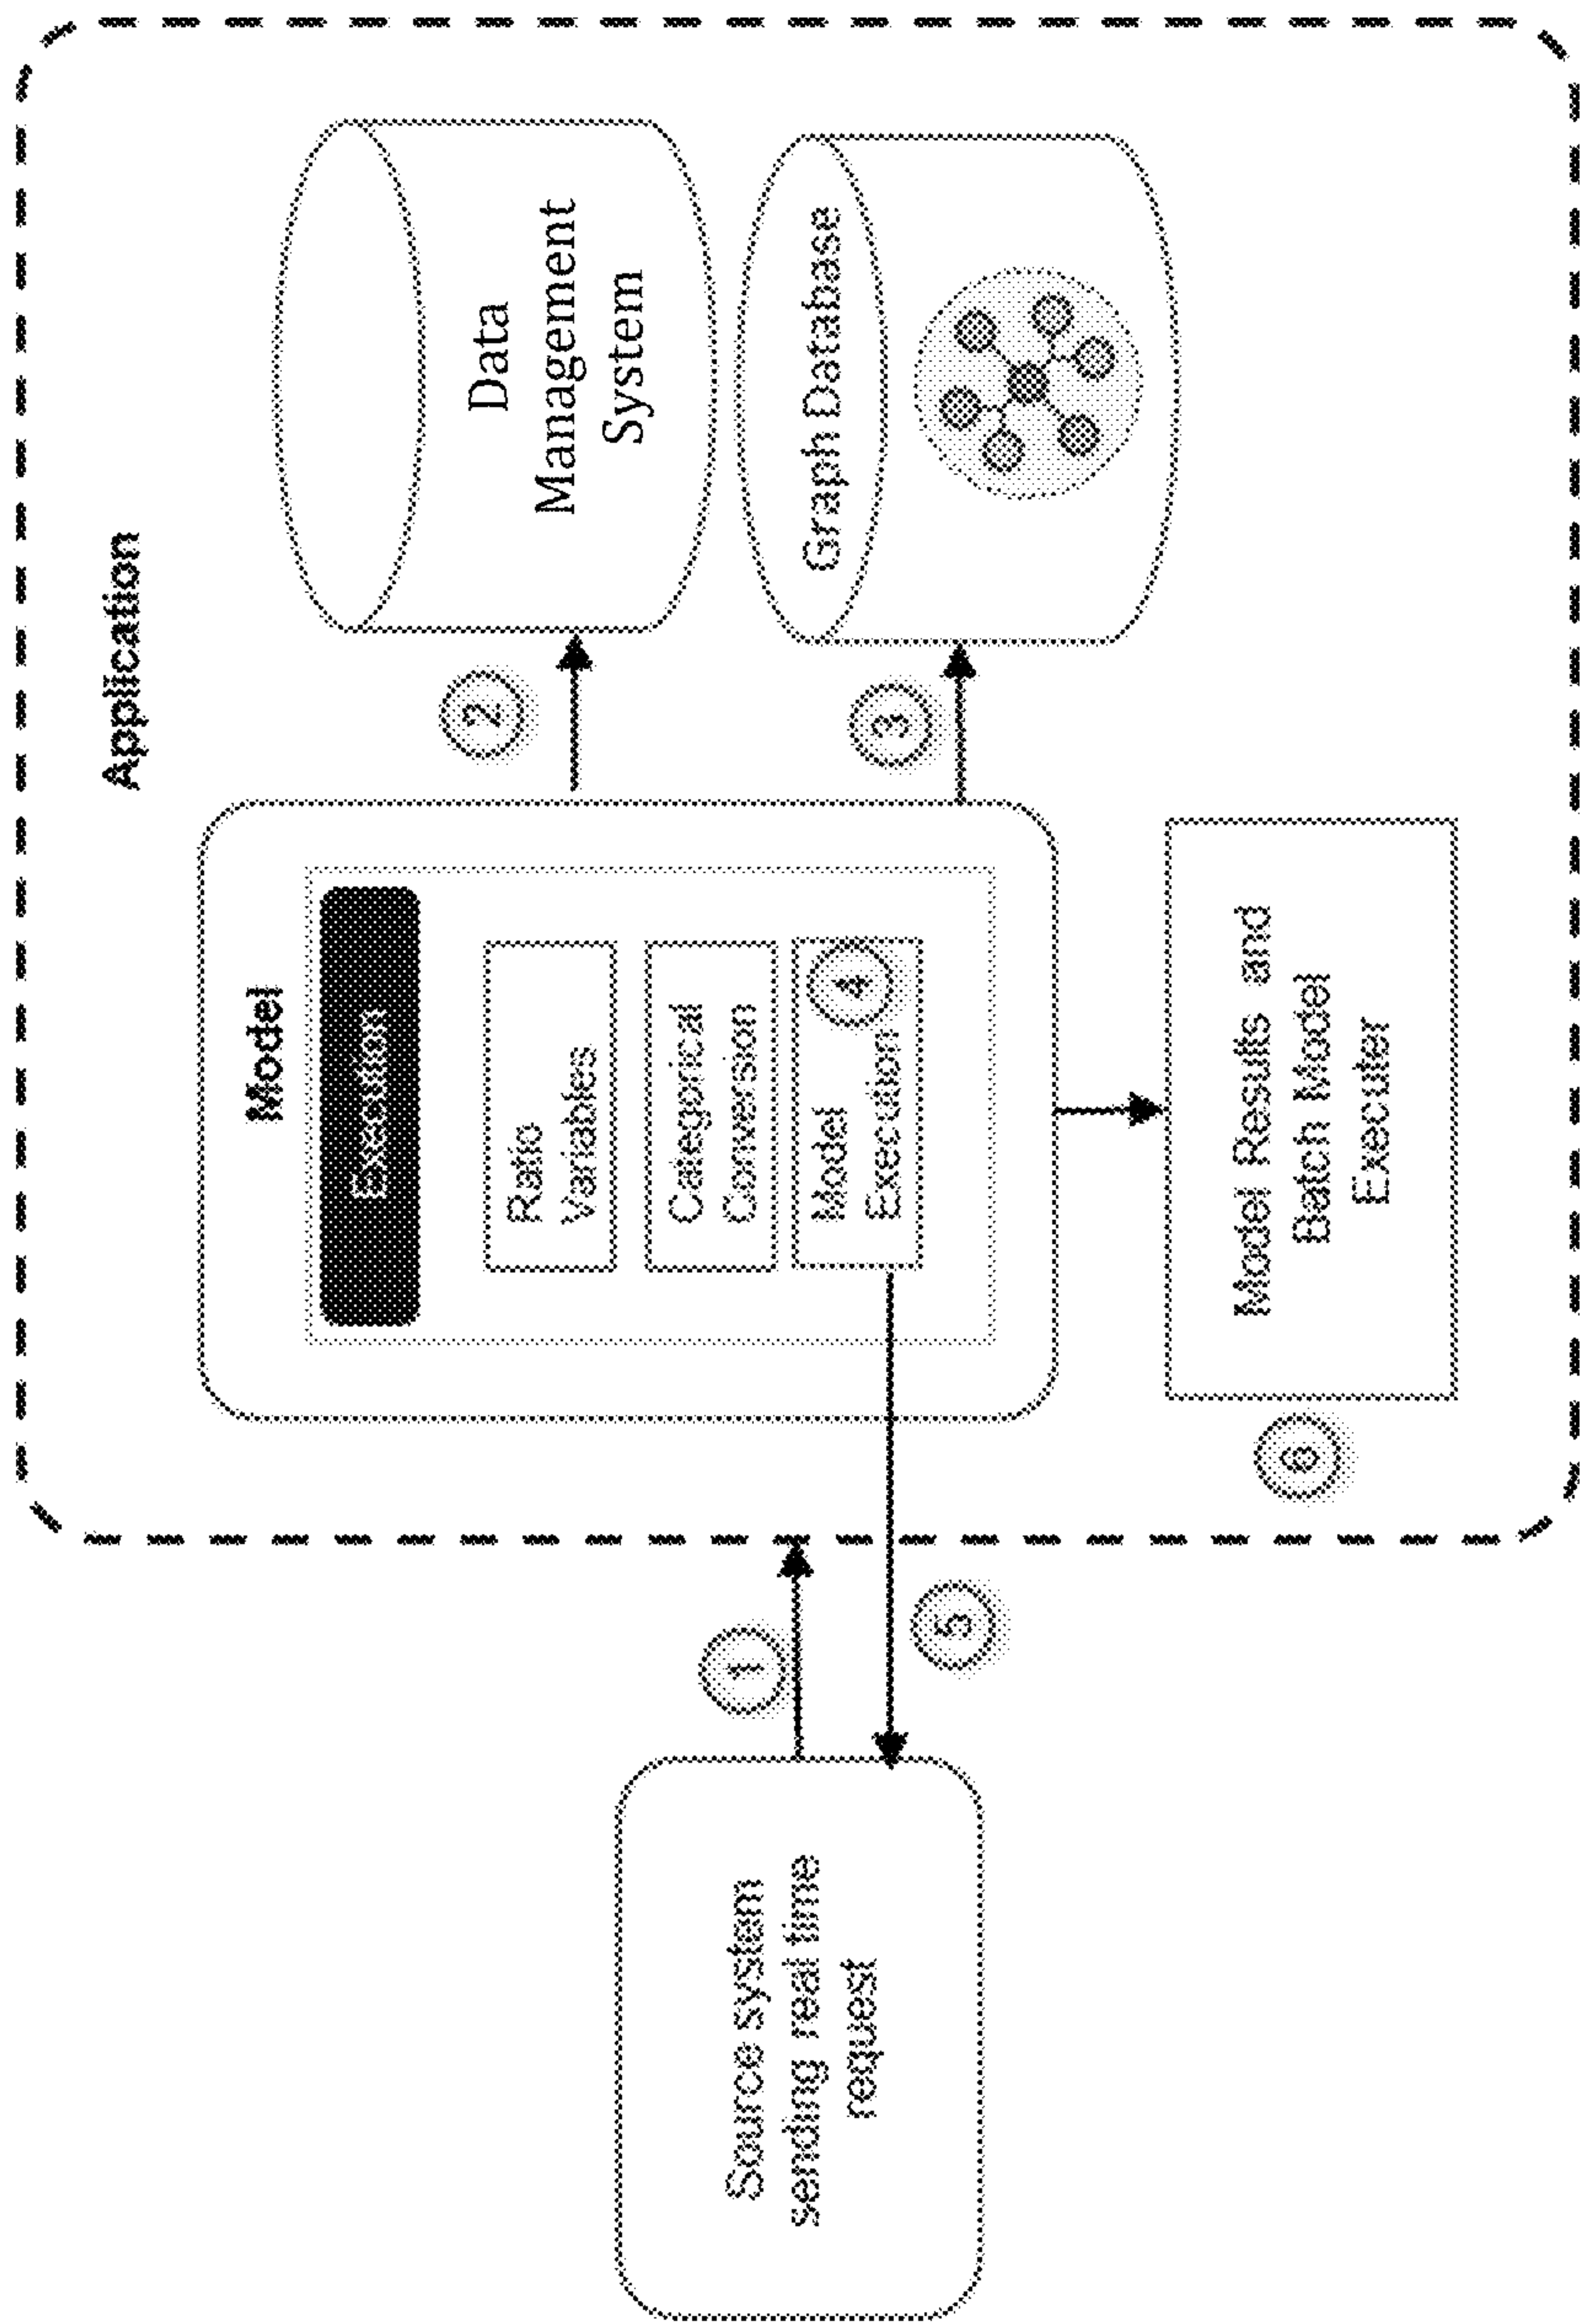 Application
Source system
sending real time
request
1
5
Model
Execution
Ratio
Variables
Categorical
Conversion
Model
Execution
4
2
Data
Management
System
3
Graph Database
Model Results and
Batch Model
Executer